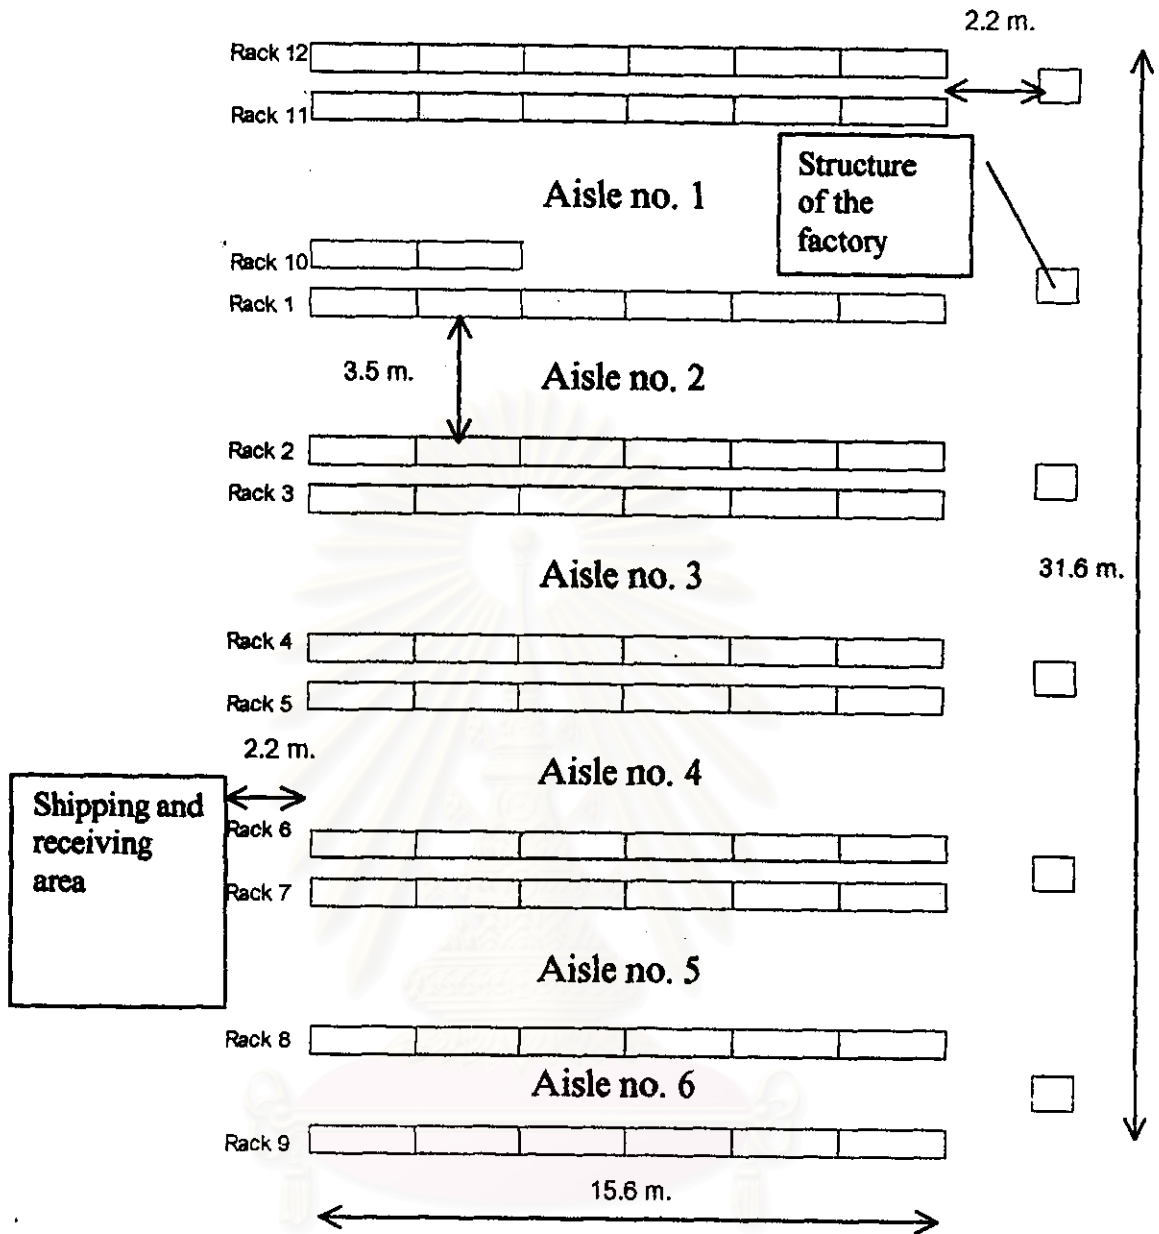 2.2 m.
Rack 12
Rack 11
Structure
of the
factory
Aisle no. 1
Rack 10
Rack 1
3.5 m.
Aisle no. 2
Rack 2
Rack 3
Aisle no. 3
31.6 m.
Rack 4
Rack 5
2.2 m.
Aisle no. 4
Shipping and
receiving
area
Rack 6
Rack 7
Aisle no. 5
Rack 8
Aisle no. 6
Rack 9
15.6 m.